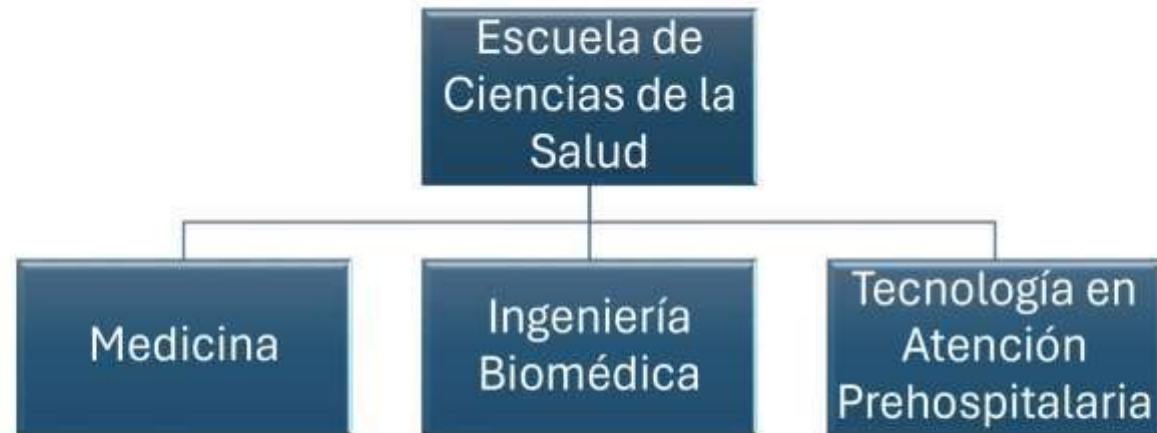 Escuela de
Ciencias de la
Salud
Medicina
Ingeniería
Biomédica
Tecnología en
Atención
Prehospitalaria